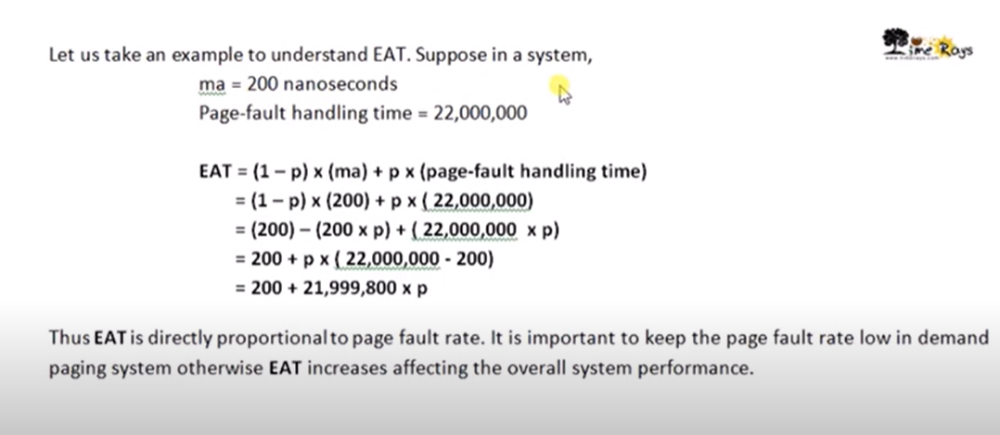 Let us take an example to understand EAT. Suppose in a system,
Time Rays
ma = 200 nanoseconds
Page-fault handling time = 22,000,000
EAT = (1 – p) x (ma) + p x (page-fault handling time)
= (1 – p) x (200) + p x ( 22,000,000)
= (200) – (200 x p) + ( 22,000,000 x p)
= 200 + p x ( 22,000,000 - 200)
= 200 + 21,999,800 x p
Thus EAT is directly proportional to page fault rate. It is important to keep the page fault rate low in demand
paging system otherwise EAT increases affecting the overall system performance.